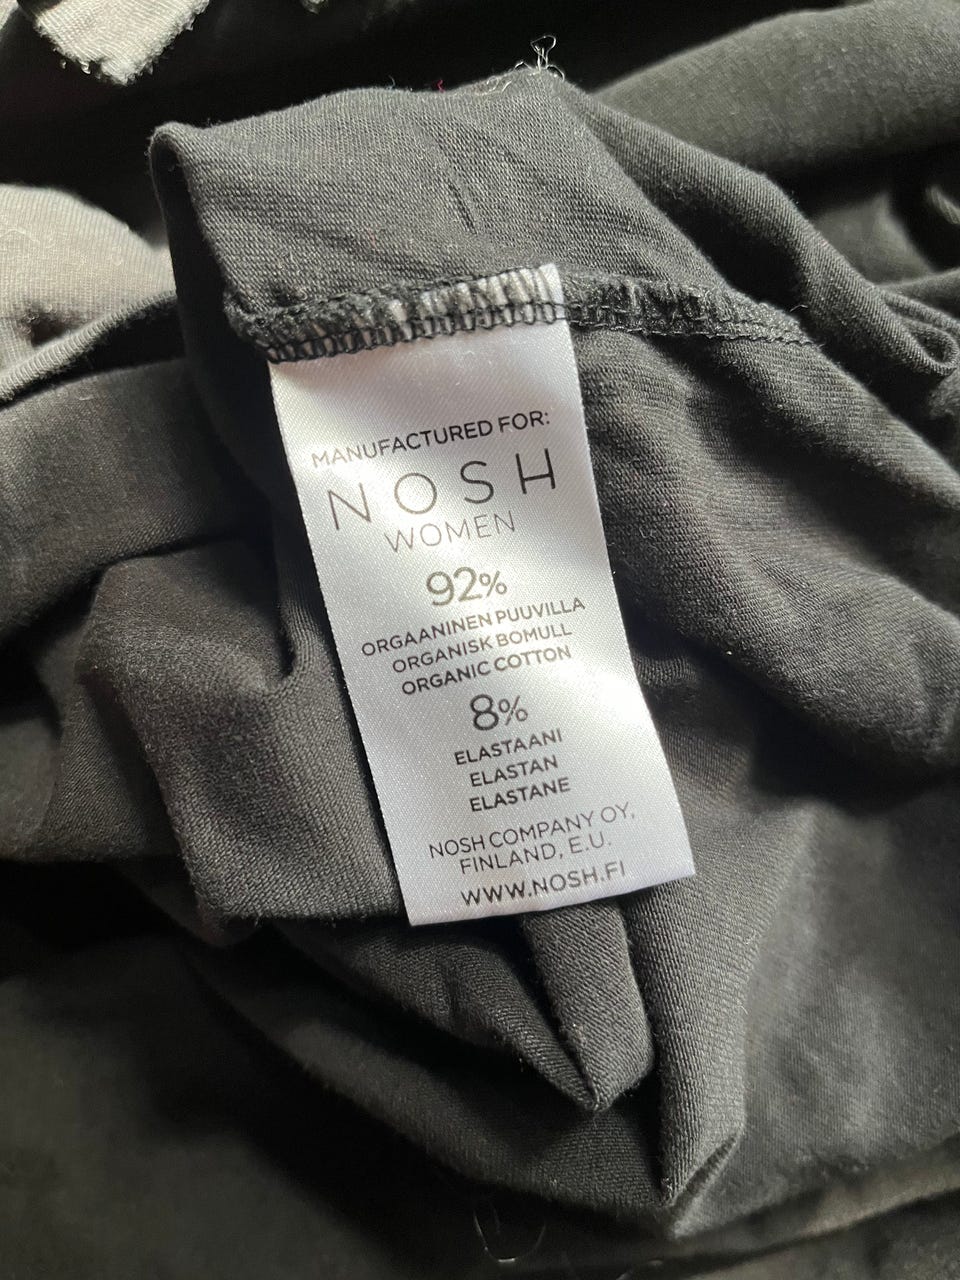 MANUFACTURED FOR:
NOSH
WOMEN
92%
ORGAANINEN PUUVILLA
ORGANISK BOMULL
ORGANIC COTTON
8%
ELASTAANI
ELASTAN
ELASTANE
NOSH COMPANY OY,
FINLAND, E.U.
WWW.NOSH.FI